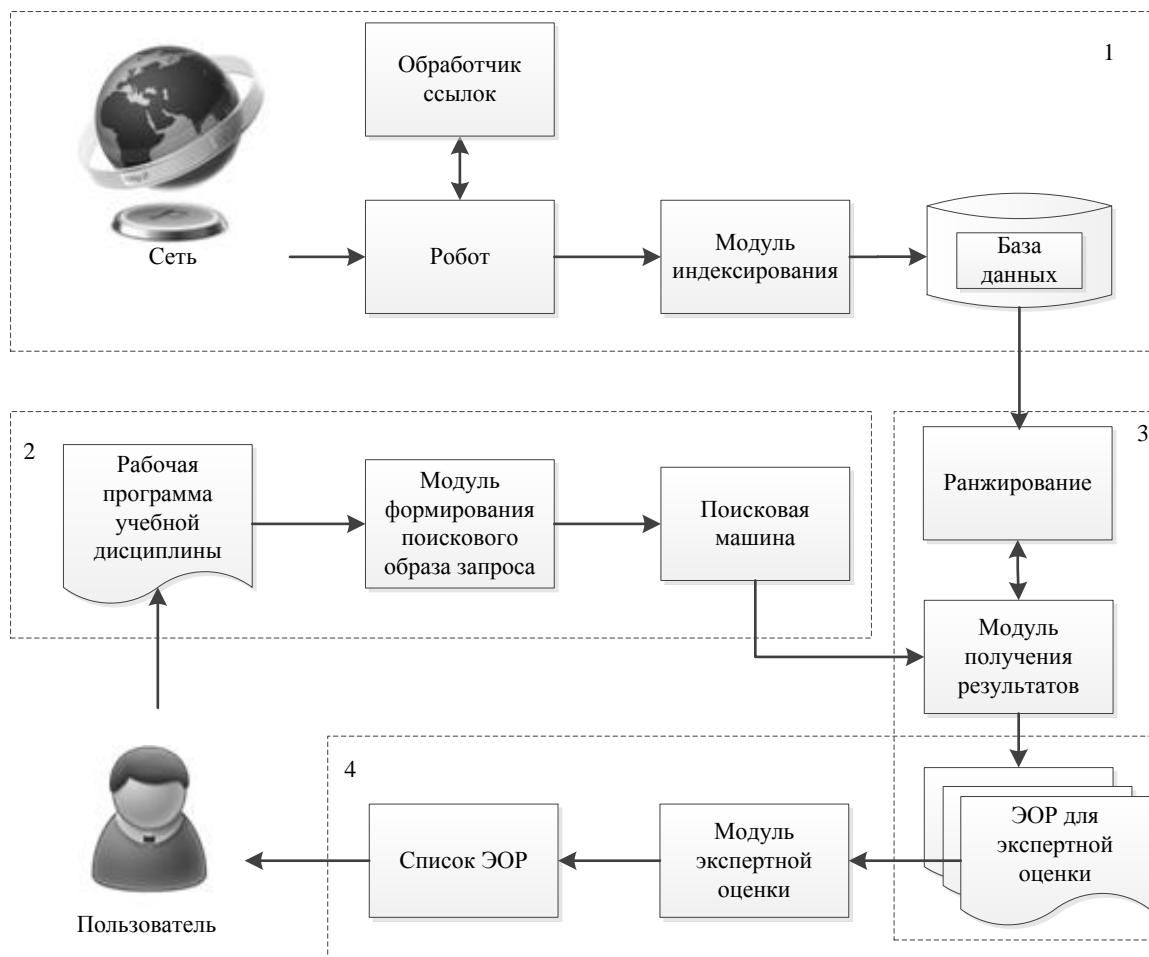 1
Обработчик
ссылок
Сеть
Робот
Модуль
индексирования
База
данных
2
Рабочая
программа
учебной
дисциплины
Модуль
формирования
поискового
образа запроса
Поисковая
машина
3
Ранжирование
Модуль
получения
результатов
4
Список ЭОР
Модуль
экспертной
оценки
ЭОР для
экспертной
оценки
Пользователь